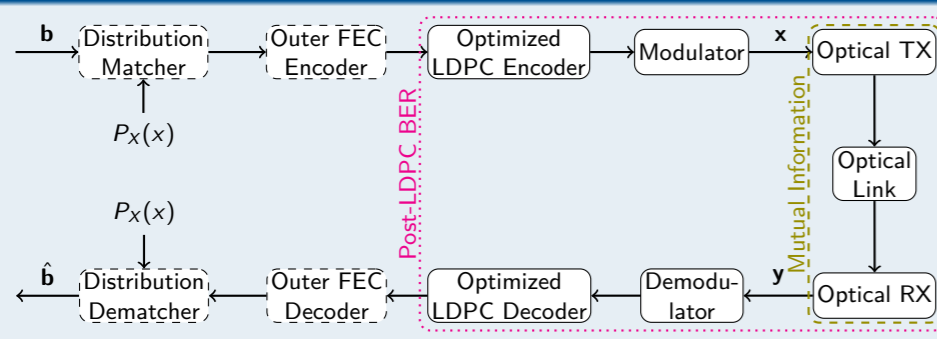 b
Distribution
Matcher
Outer FEC
Encoder
Optimized
LDPC Encoder
Modulator
x
Optical TX
P_X(x)
Post-LDPC BER
Mutual Information
Optical
Link
P_X(x)
b̂
Distribution
Dematcher
Outer FEC
Decoder
Optimized
LDPC Decoder
Demodu-
lator
y
Optical RX